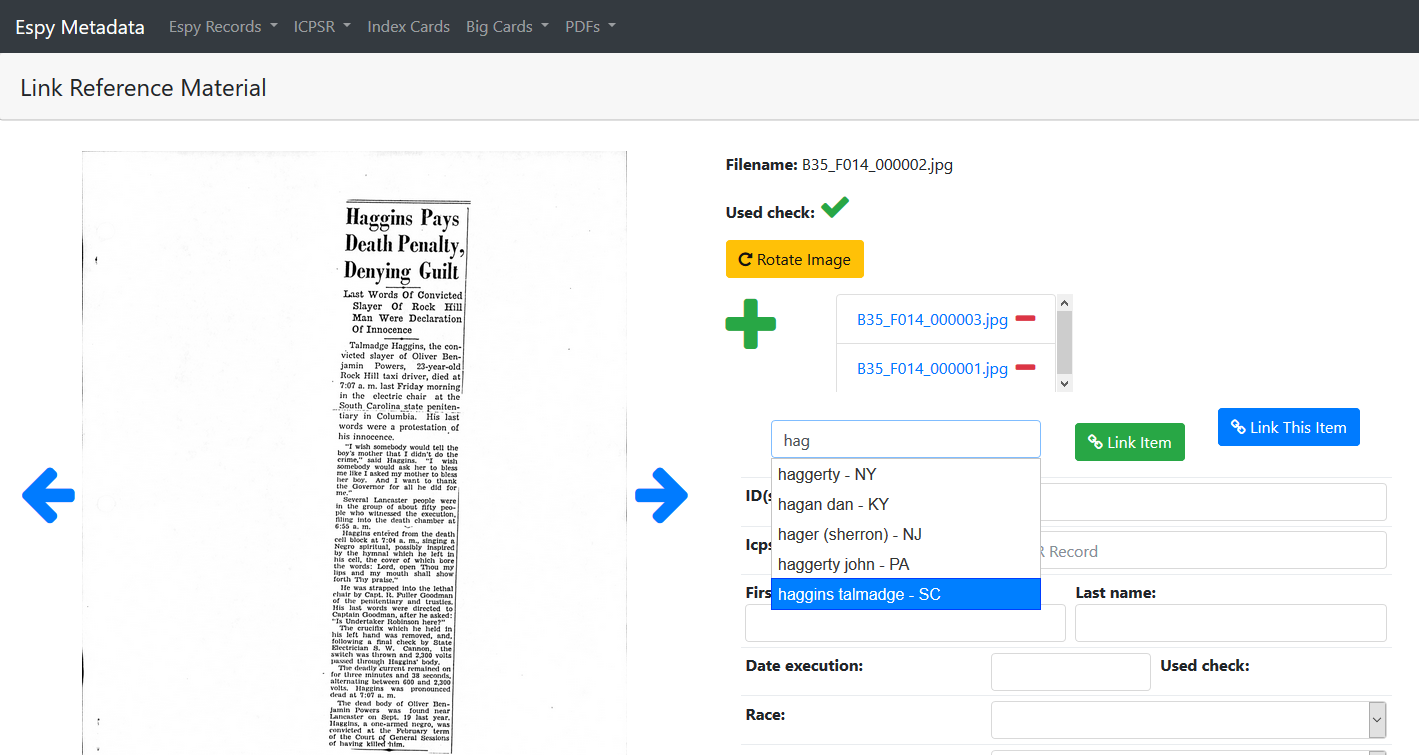 Espy Metadata Espy Records ICPSR Index Cards Big Cards PDFs
Link Reference Material
Haggins Pays
Death Penalty,
Denying Guilt
Last Words Of Convicted
Slayer Of Rock Hill
Man Were Declaration
Of Innocence
Talmadge Haggins, the con-
victed slayer of Oliver Ben-
jamin Powers, 23-year-old
Rock Hill taxi driver, died at
7:07 a. m. last Friday morning
in the electric chair at the
South Carolina state peniten-
tiary in Columbia. His last
words were a protestation of
his innocence.
"I wish somebody would tell the
boy's mother that I didn't do the
crime," said Haggins. "I wish
somebody would ask her to bless
me like I asked my mother to bless
her boy. And I want to thank
the Governor for all he did for
me."
Several Lancaster people were
in the group of about fifty peo-
ple who witnessed the execution,
filing into the death chamber at
6:55 a. m.
Haggins entered from the death
cell block at 7:04 a. m., singing a
Negro spiritual, possibly inspired
by the hymnal which he left in
his cell, the cover of which bore
the words: Lord, open Thou my
lips and my mouth shall show
forth Thy praise."
He was strapped into the lethal
chair by Capt. R. Fuller Goodman
of the penitentiary and trusties.
His last words were directed to
Captain Goodman, after he asked:
"Is Undertaker Robinson here?"
The crucifix which he held in
his left hand was removed, and,
following a final check by State
Electrician S. W. Cannon, the
switch was thrown and 2,300 volts
passed through Haggins' body.
The deadly current remained on
for three minutes and 38 seconds,
alternating between 600 and 2,300
volts. Haggins was pronounced
dead at 7:07 a. m.
The dead body of Oliver Ben-
jamin Powers was found near
Lancaster on Sept. 19 last year.
Haggins, a one-armed negro, was
convicted at the February term
of the Court of General Sessions
of having killed him.
Filename: B35_F014_000002.jpg
Used check:
Rotate Image
B35_F014_000003.jpg
B35_F014_000001.jpg
hag
Link Item
Link This Item
haggerty - NY
hagan dan - KY
hager (sherron) - NJ
haggerty john - PA
haggins talmadge - SC
ID(s
Icps
R Record
Firs
Last name:
Date execution:
Used check:
Race: